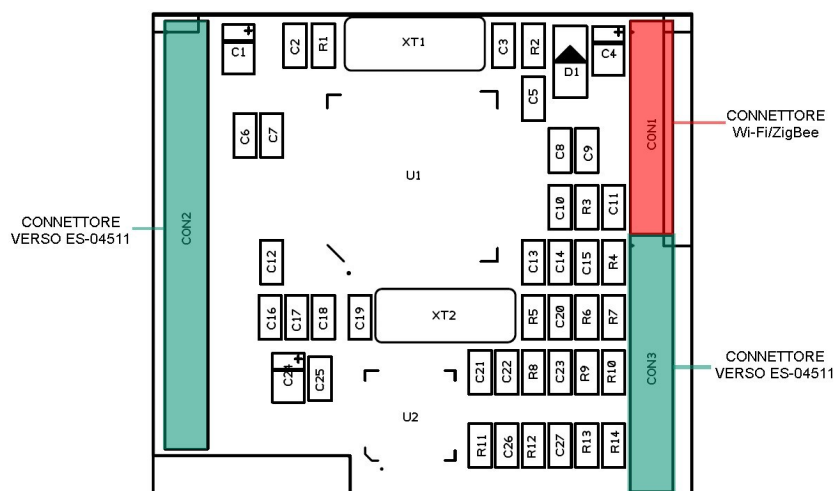 C1
C2
R1
XT1
C3
R2
D1
C4
C5
CON1
CONNETTORE
Wi-Fi/ZigBee
C6
C7
C8
C9
U1
C10
R3
C11
CONNETTORE
VERSO ES-04511
CON2
C12
C13
C14
C15
R4
C16
C17
C18
C19
XT2
R5
C20
R6
R7
C24
C25
C21
C22
R8
C23
R9
R10
CON3
CONNETTORE
VERSO ES-04511
U2
R11
C26
R12
C27
R13
R14